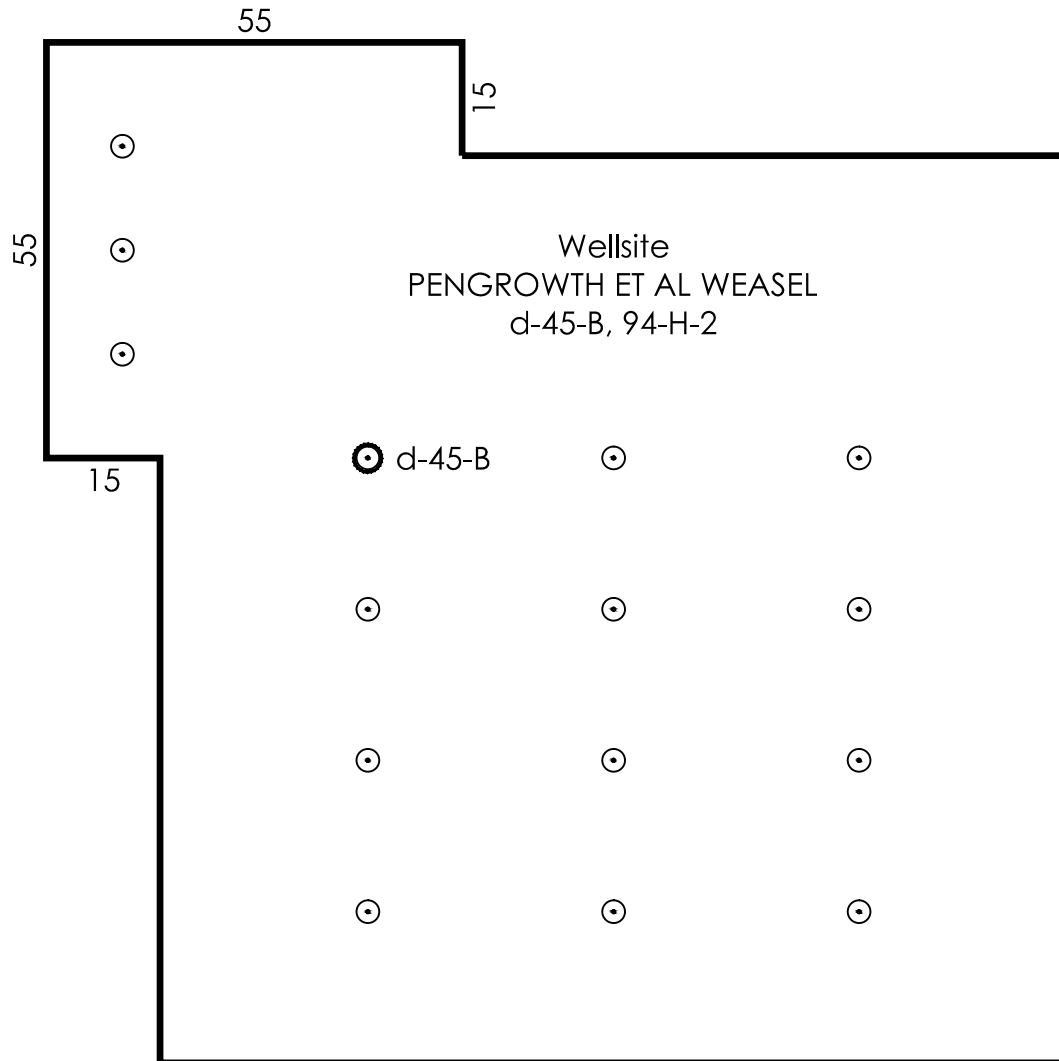 55
15
55
Wellsite
PENGROWTH ET AL WEASEL
d-45-B, 94-H-2
d-45-B
15